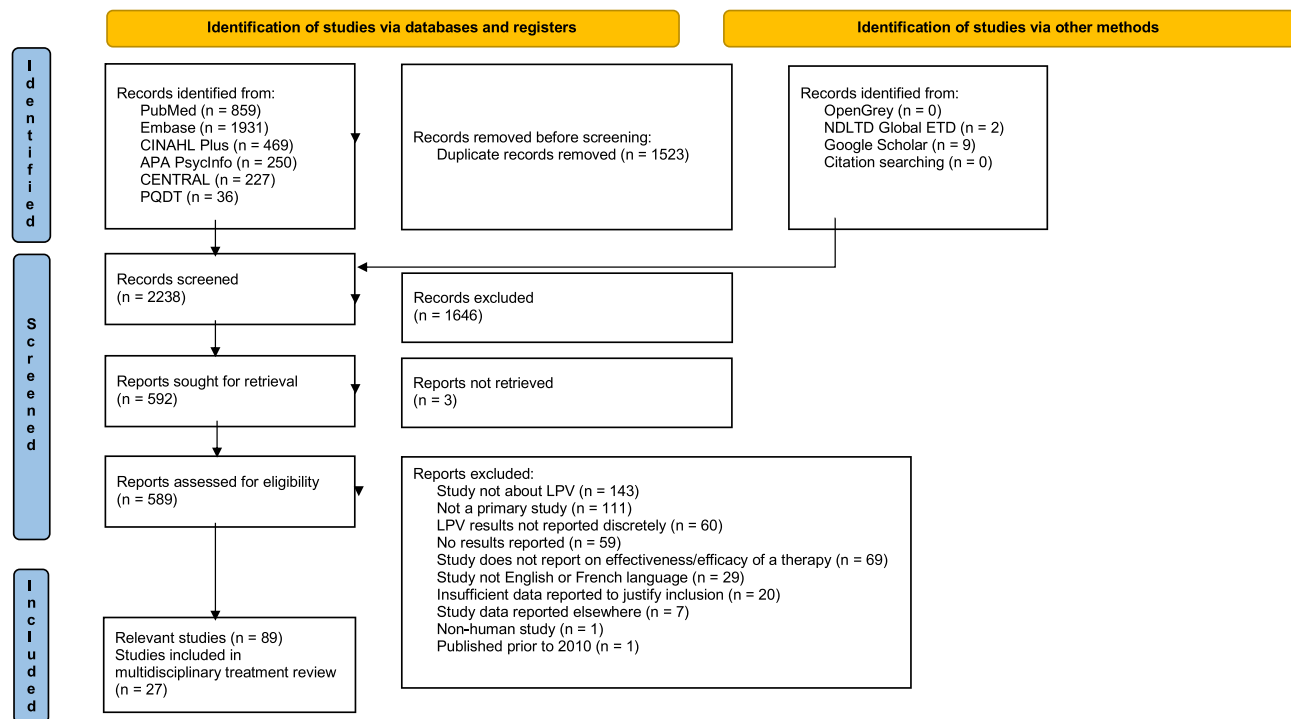 Identification of studies via databases and registers
Identification of studies via other methods
Identified
Records identified from:
PubMed (n = 859)
Embase (n = 1931)
CINAHL Plus (n = 469)
APA PsycInfo (n = 250)
CENTRAL (n = 227)
PQDT (n = 36)
Records removed before screening:
Duplicate records removed (n = 1523)
Records identified from:
OpenGrey (n = 0)
NDLTD Global ETD (n = 2)
Google Scholar (n = 9)
Citation searching (n = 0)
Screened
Records screened
(n = 2238)
Records excluded
(n = 1646)
Reports sought for retrieval
(n = 592)
Reports not retrieved
(n = 3)
Reports assessed for eligibility
(n = 589)
Reports excluded:
Study not about LPV (n = 143)
Not a primary study (n = 111)
LPV results not reported discretely (n = 60)
No results reported (n = 59)
Study does not report on effectiveness/efficacy of a therapy (n = 69)
Study not English or French language (n = 29)
Insufficient data reported to justify inclusion (n = 20)
Study data reported elsewhere (n = 7)
Non-human study (n = 1)
Published prior to 2010 (n = 1)
Included
Relevant studies (n = 89)
Studies included in
multidisciplinary treatment review
(n = 27)